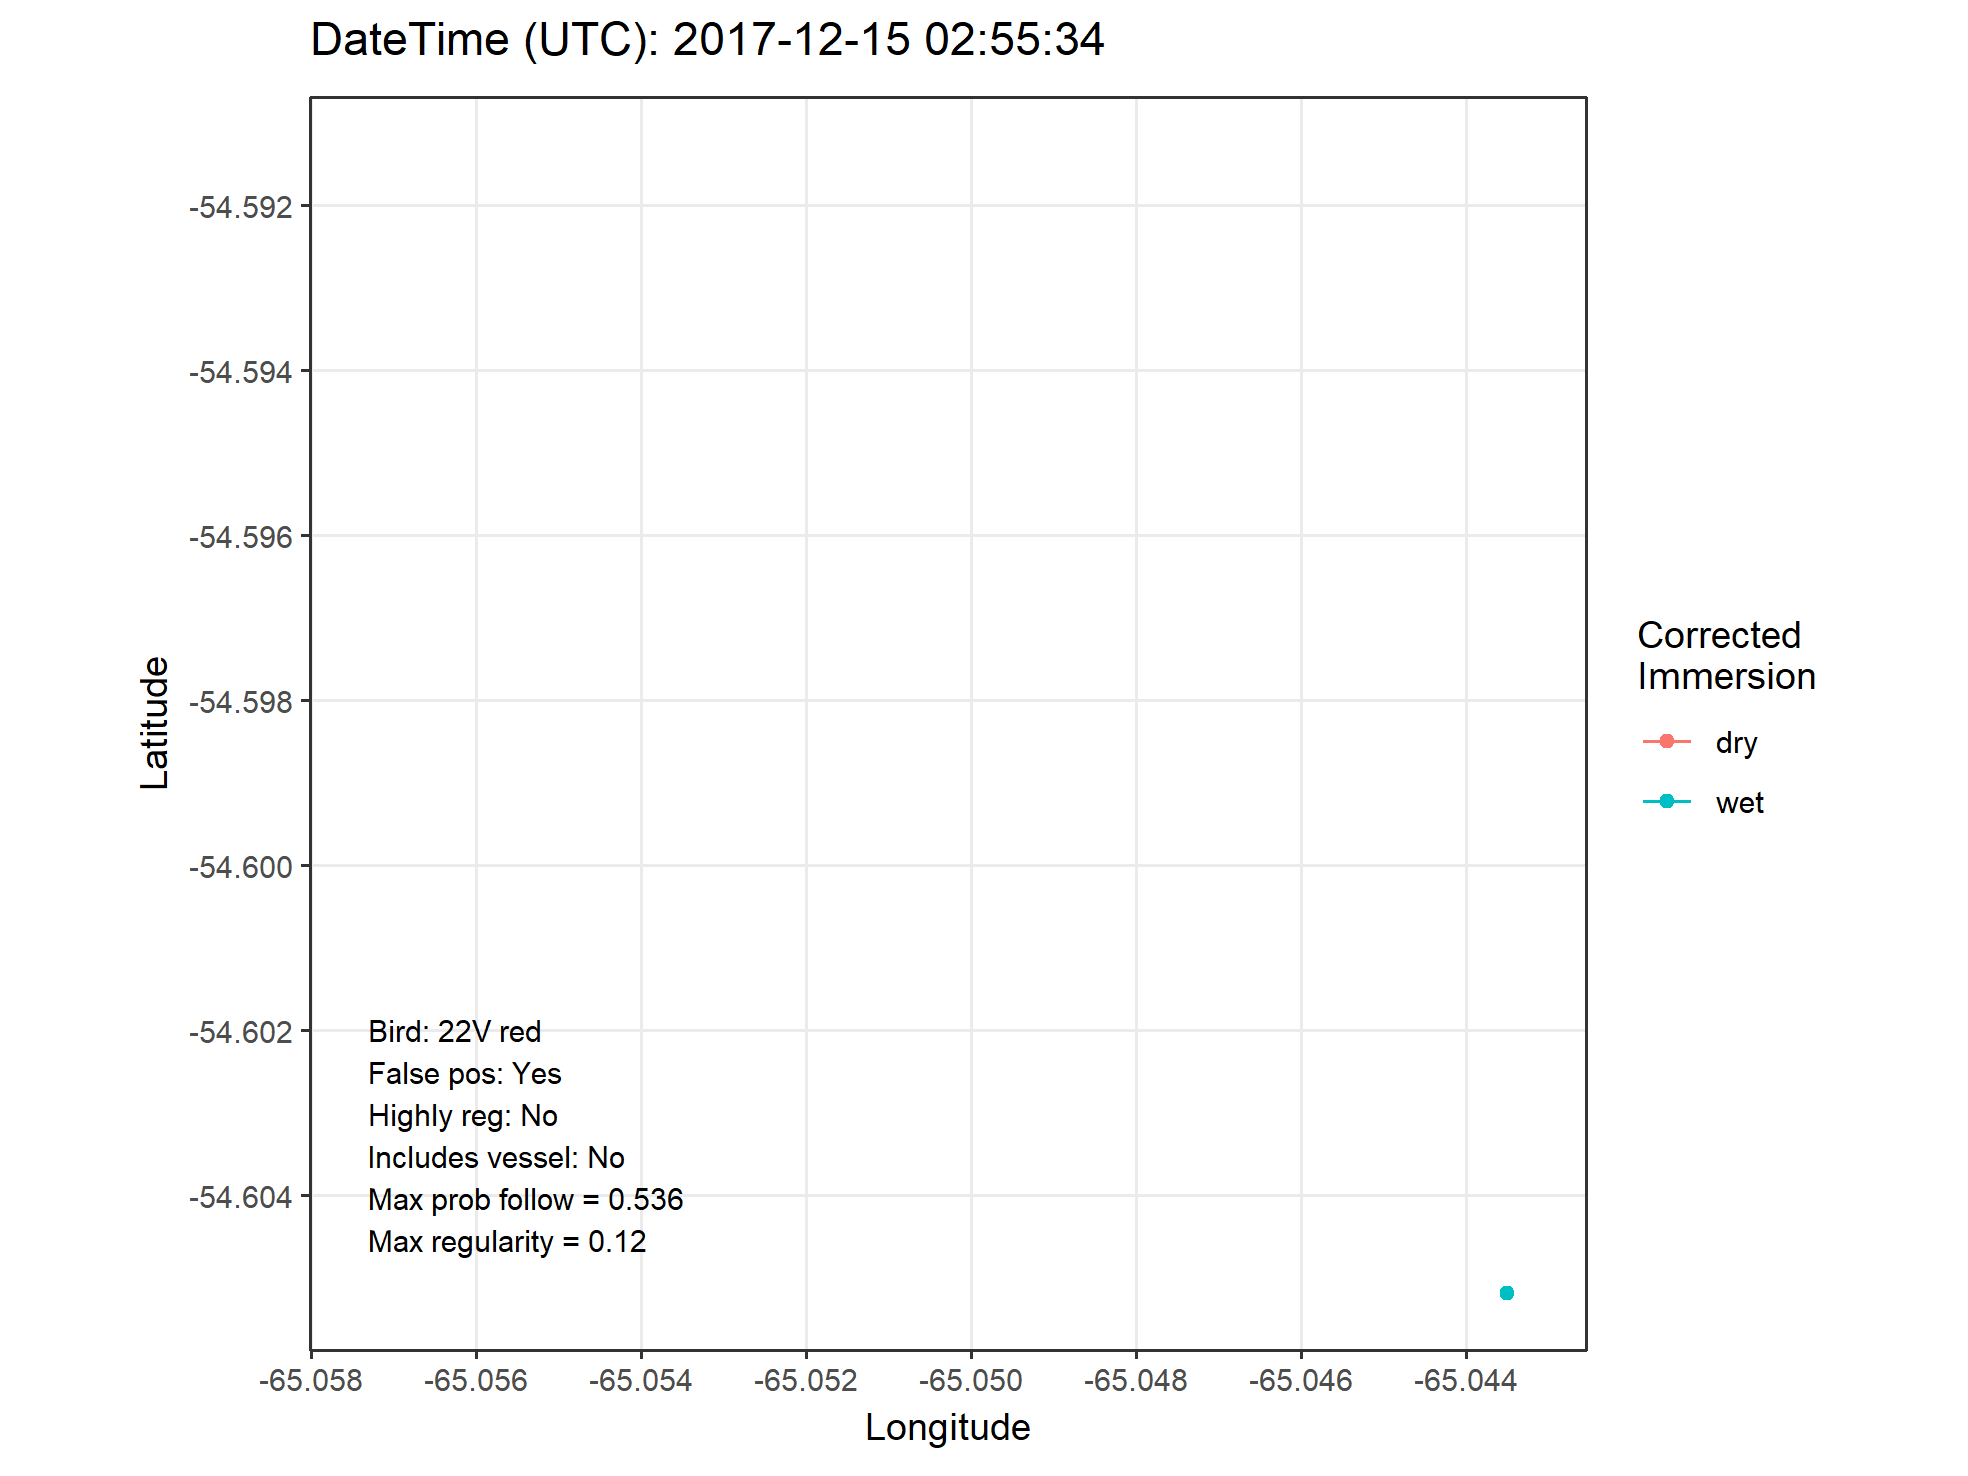 DateTime (UTC): 2017-12-15 02:55:34
-54.592
-54.594
-54.596
-54.598
-54.600
-54.602
-54.604
Latitude
Bird: 22V red
False pos: Yes
Highly reg: No
Includes vessel: No
Max prob follow = 0.536
Max regularity = 0.12
-65.058 -65.056 -65.054 -65.052 -65.050 -65.048 -65.046 -65.044
Longitude
Corrected
Immersion
dry
wet